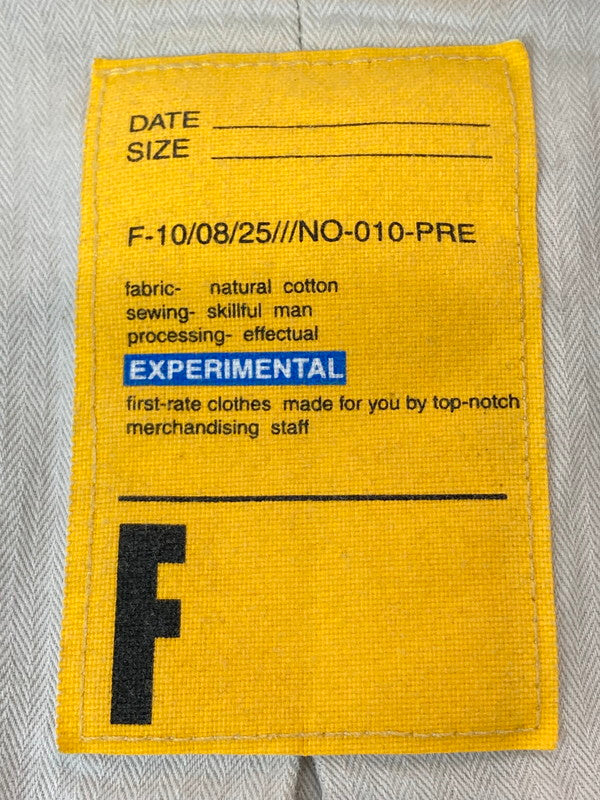 DATE
SIZE
F-10/08/25///NO-010-PRE
fabric- natural cotton
sewing- skillful man
processing- effectual
EXPERIMENTAL
first-rate clothes made for you by top-notch
merchandising staff
F